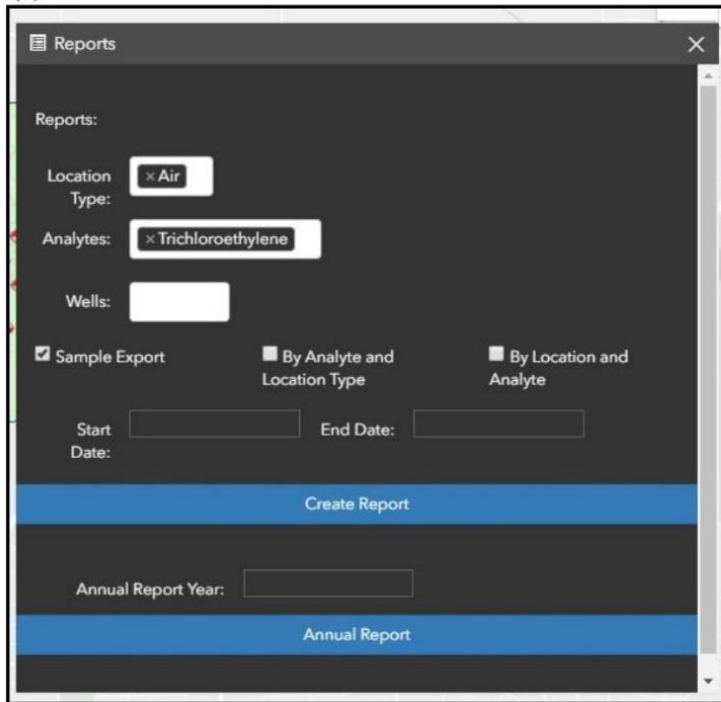 Reports
Reports:
Location
Type:
×Air
Analytes:
×Trichloroethylene
Wells:
Sample Export
By Analyte and
Location Type
By Location and
Analyte
Start
Date:
End Date:
Create Report
Annual Report Year:
Annual Report